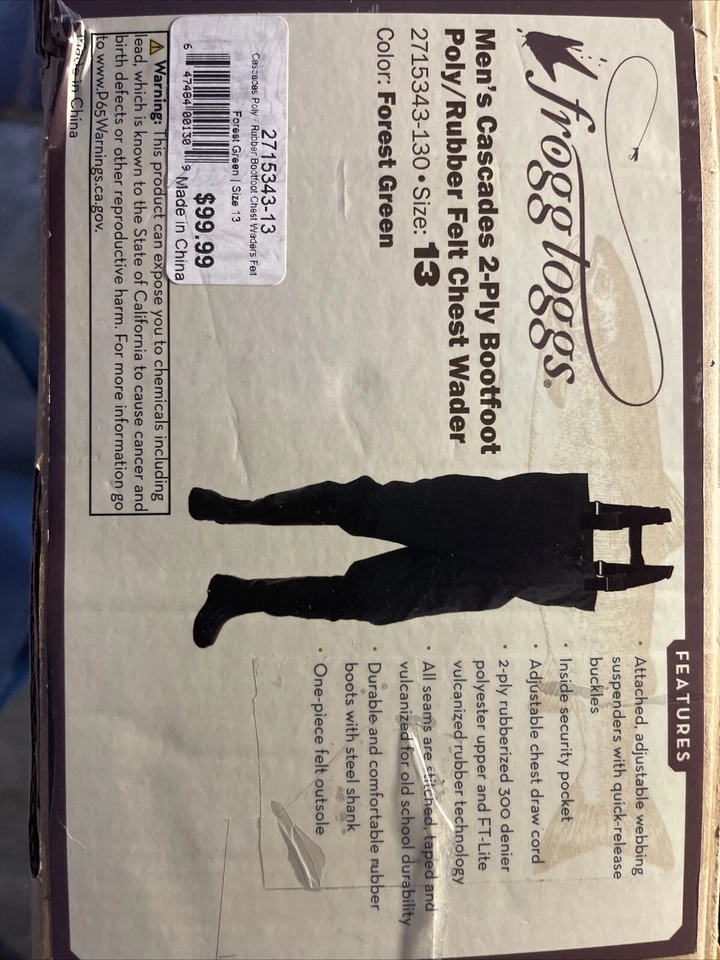 frogg toggs®
Men's Cascades 2-Ply Bootfoot
Poly/Rubber Felt Chest Wader
2715343-130 • Size: 13
Color: Forest Green
2715343-13
Cascades Poly / Rubber Bootfoot Chest Waders Felt
Forest Green | Size 13
$99.99
6 47484 00130 9
Made in China
⚠ Warning: This product can expose you to chemicals including
lead, which is known to the State of California to cause cancer and
birth defects or other reproductive harm. For more information go
to www.P65Warnings.ca.gov.
Made in China
FEATURES
• Attached, adjustable webbing
suspenders with quick-release
buckles
• Inside security pocket
• Adjustable chest draw cord
• 2-ply rubberized 300 denier
polyester upper and FT-Lite
vulcanized rubber technology
• All seams are stitched, taped and
vulcanized for old school durability
• Durable and comfortable rubber
boots with steel shank
• One-piece felt outsole